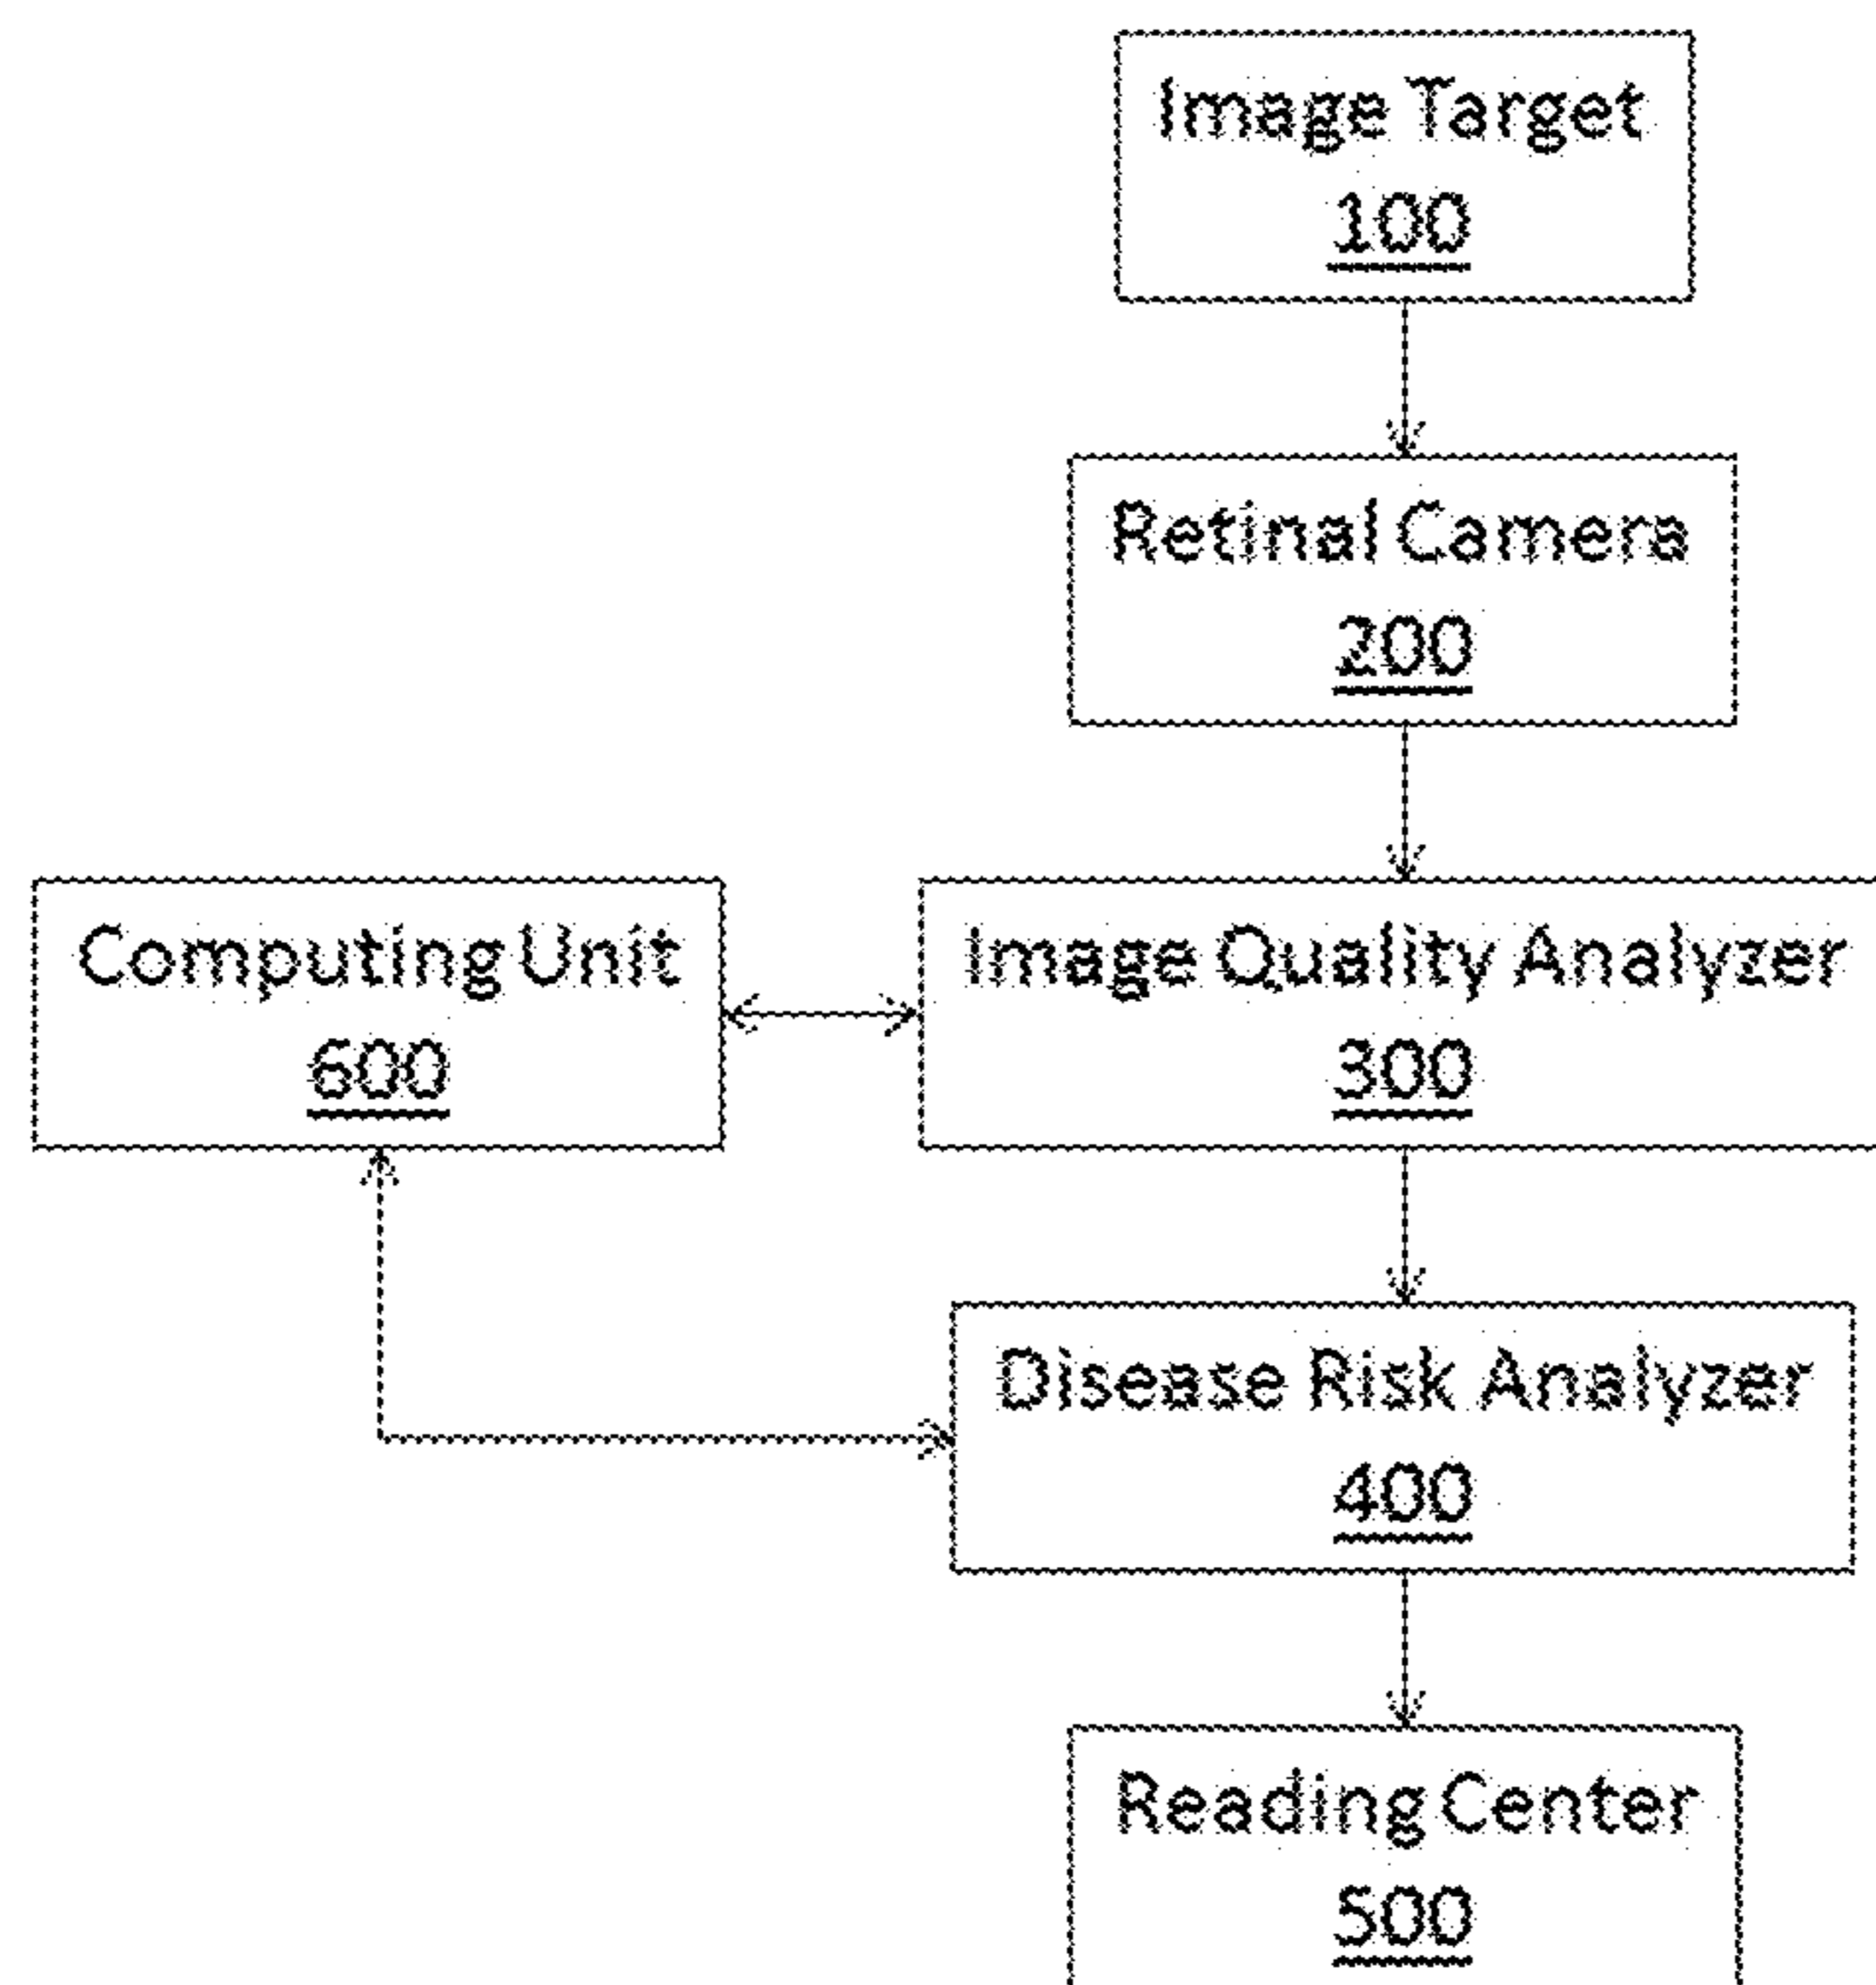 Image Target
100
Retinal Camera
200
Computing Unit
600
Image Quality Analyzer
300
Disease Risk Analyzer
400
Reading Center
500